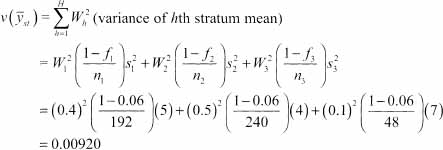 v(ȳ_st) = ∑_{h=1}^{H} W_h^2 (variance of hth stratum mean)
= W_1^2 ((1-f_1)/n_1) s_1^2 + W_2^2 ((1-f_2)/n_2) s_2^2 + W_3^2 ((1-f_3)/n_3) s_3^2
= (0.4)^2 ((1-0.06)/192) (5) + (0.5)^2 ((1-0.06)/240) (4) + (0.1)^2 ((1-0.06)/48) (7)
= 0.00920